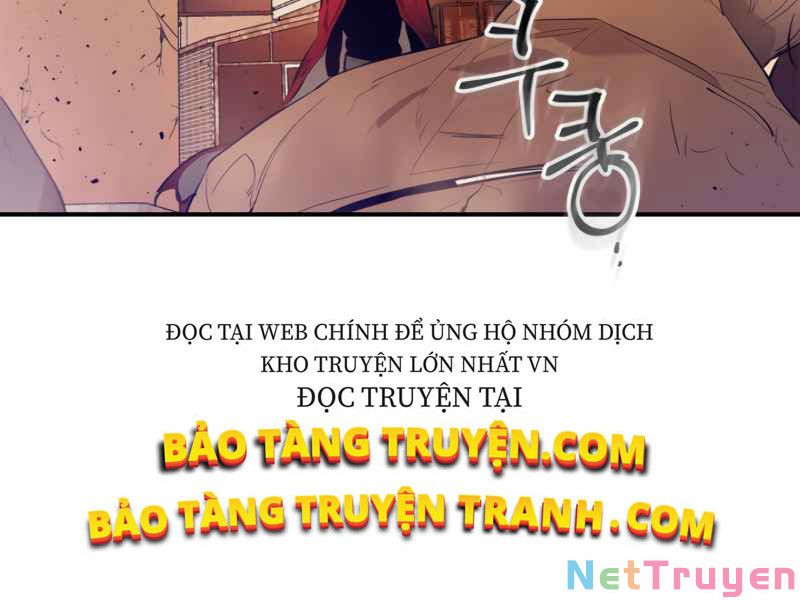 쿠궁
ĐỌC TẠI WEB CHÍNH ĐỂ ỦNG HỘ NHÓM DỊCH
KHO TRUYỆN LỚN NHẤT VN
ĐỌC TRUYỆN TẠI
BẢO TÀNG TRUYỆN.COM
BẢO TÀNG TRUYỆN TRANH.COM
NetTruyen